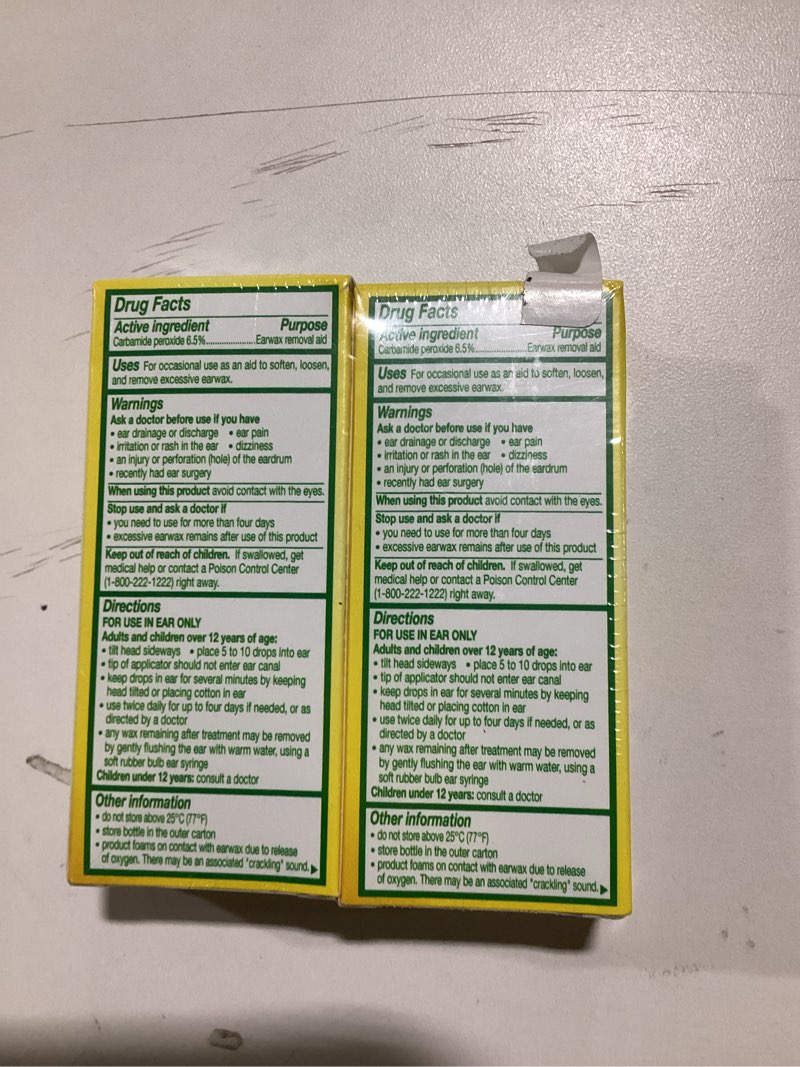 Drug Facts
Active ingredient Purpose
Carbamide peroxide 6.5%....................Earwax removal aid
Uses For occasional use as an aid to soften, loosen,
and remove excessive earwax.
Warnings
Ask a doctor before use if you have
• ear drainage or discharge • ear pain
• irritation or rash in the ear • dizziness
• an injury or perforation (hole) of the eardrum
• recently had ear surgery
When using this product avoid contact with the eyes.
Stop use and ask a doctor if
• you need to use for more than four days
• excessive earwax remains after use of this product
Keep out of reach of children. If swallowed, get
medical help or contact a Poison Control Center
(1-800-222-1222) right away.
Directions
FOR USE IN EAR ONLY
Adults and children over 12 years of age:
• tilt head sideways • place 5 to 10 drops into ear
• tip of applicator should not enter ear canal
• keep drops in ear for several minutes by keeping
head tilted or placing cotton in ear
• use twice daily for up to four days if needed, or as
directed by a doctor
• any wax remaining after treatment may be removed
by gently flushing the ear with warm water, using a
soft rubber bulb ear syringe
Children under 12 years: consult a doctor
Other information
• do not store above 25°C (77°F)
• store bottle in the outer carton
• product foams on contact with earwax due to release
of oxygen. There may be an associated "crackling" sound.
Drug Facts
Active ingredient Purpose
Carbamide peroxide 6.5%....................Earwax removal aid
Uses For occasional use as an aid to soften, loosen,
and remove excessive earwax.
Warnings
Ask a doctor before use if you have
• ear drainage or discharge • ear pain
• irritation or rash in the ear • dizziness
• an injury or perforation (hole) of the eardrum
• recently had ear surgery
When using this product avoid contact with the eyes.
Stop use and ask a doctor if
• you need to use for more than four days
• excessive earwax remains after use of this product
Keep out of reach of children. If swallowed, get
medical help or contact a Poison Control Center
(1-800-222-1222) right away.
Directions
FOR USE IN EAR ONLY
Adults and children over 12 years of age:
• tilt head sideways • place 5 to 10 drops into ear
• tip of applicator should not enter ear canal
• keep drops in ear for several minutes by keeping
head tilted or placing cotton in ear
• use twice daily for up to four days if needed, or as
directed by a doctor
• any wax remaining after treatment may be removed
by gently flushing the ear with warm water, using a
soft rubber bulb ear syringe
Children under 12 years: consult a doctor
Other information
• do not store above 25°C (77°F)
• store bottle in the outer carton
• product foams on contact with earwax due to release
of oxygen. There may be an associated "crackling" sound.